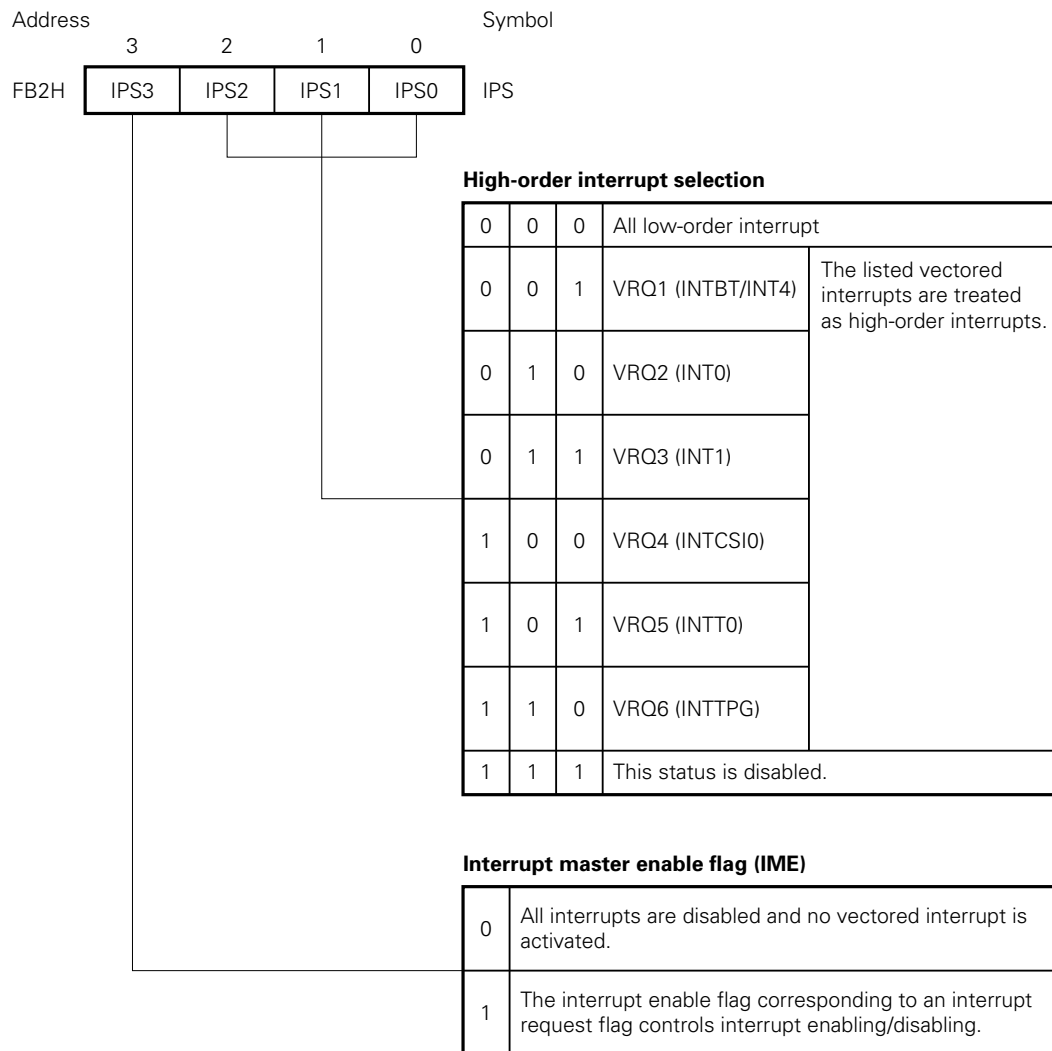 Address Symbol
3 2 1 0
FB2H IPS3 IPS2 IPS1 IPS0 IPS
High-order interrupt selection
0 0 0 All low-order interrupt
0 0 1 VRQ1 (INTBT/INT4) The listed vectored
interrupts are treated
as high-order interrupts.
0 1 0 VRQ2 (INT0)
0 1 1 VRQ3 (INT1)
1 0 0 VRQ4 (INTCSI0)
1 0 1 VRQ5 (INTT0)
1 1 0 VRQ6 (INTTPG)
1 1 1 This status is disabled.
Interrupt master enable flag (IME)
0 All interrupts are disabled and no vectored interrupt is
activated.
1 The interrupt enable flag corresponding to an interrupt
request flag controls interrupt enabling/disabling.